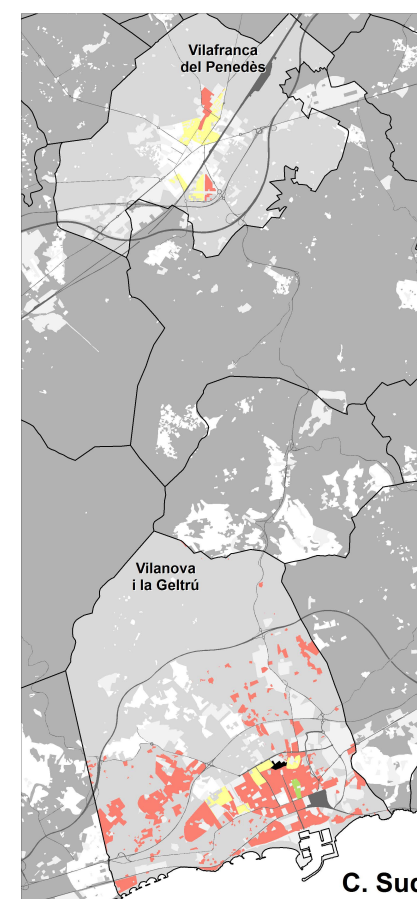 Vilafranca
del Penedès
Vilanova
i la Geltrú
C. Suc